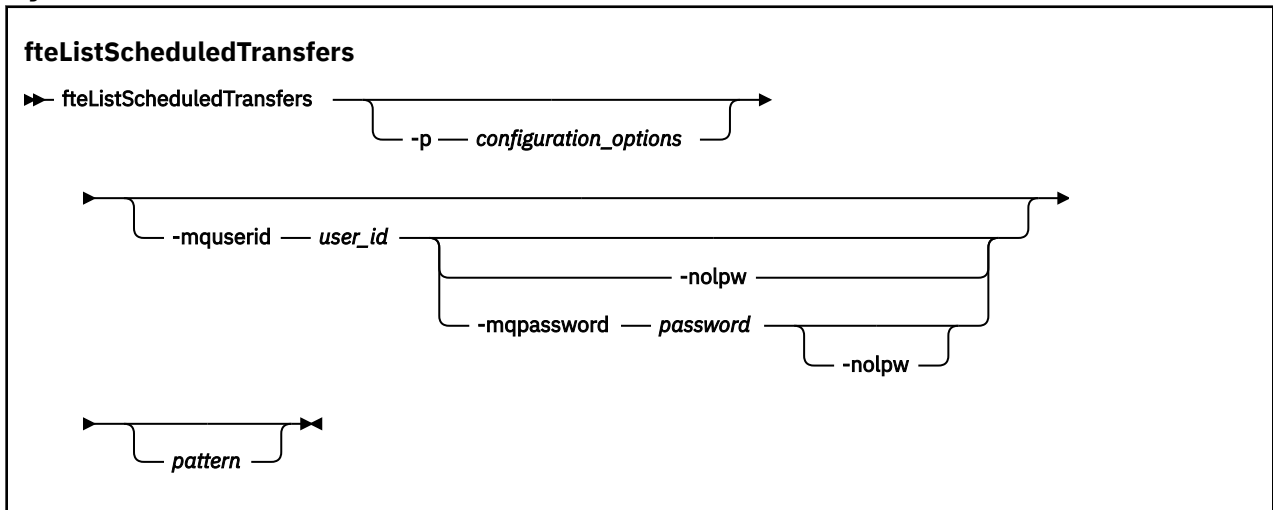 fteListScheduledTransfers
fteListScheduledTransfers
-p configuration_options
-mquserid user_id
-nolpw
-mqpassword password
-nolpw
pattern